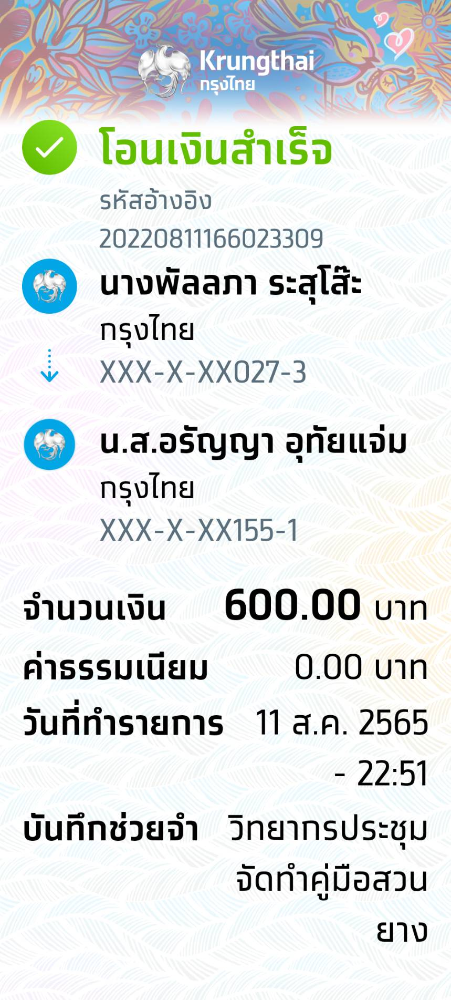 Krungthai
กรุงไทย
โอนเงินสำเร็จ
รหัสอ้างอิง
20220811166023309
นางพัลลภา ระสุโส๊ะ
กรุงไทย
XXX-X-XX027-3
น.ส.อรัญญา อุทัยแจ่ม
กรุงไทย
XXX-X-XX155-1
จำนวนเงิน 600.00 บาท
ค่าธรรมเนียม 0.00 บาท
วันที่ทำรายการ 11 ส.ค. 2565
- 22:51
บันทึกช่วยจำ วิทยากรประชุม
จัดทำคู่มือสวน
ยาง